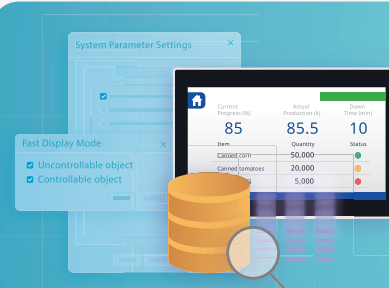 System Parameter Settings
Fast Display Mode
Uncontrollable object
Controllable object
Current Actual Down
Progress (%) Production (k) Time (min)
85 85.5 10
Item Quantity Status
Canned corn 50,000
Canned tomatoes 20,000
5,000